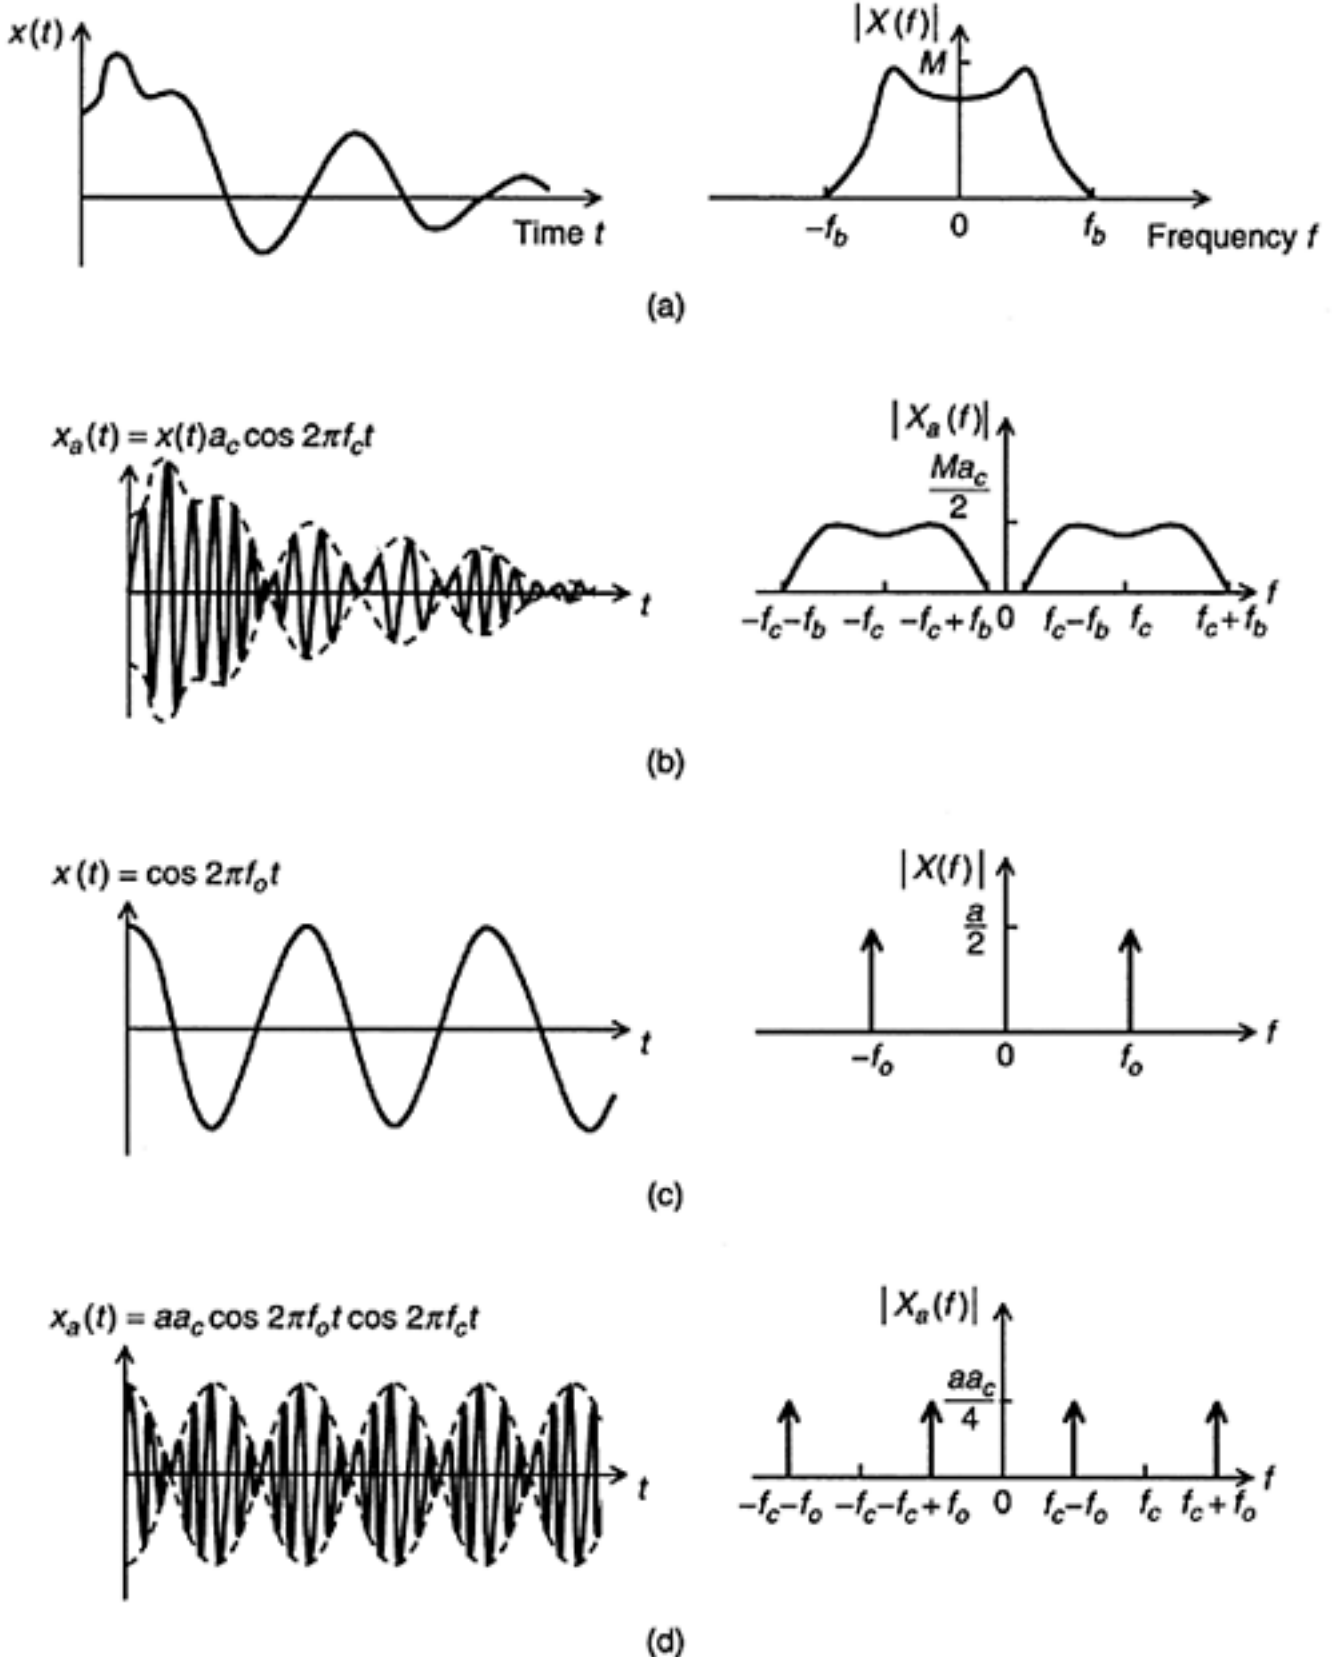 x(t)
Time t
|X(f)|
M
−f_b 0 f_b Frequency f
(a)
x_a(t) = x(t)a_c cos 2πf_c t
t
|X_a(f)|
Ma_c
2
−f_c−f_b −f_c −f_c+f_b 0 f_c−f_b f_c f_c+f_b f
(b)
x(t) = cos 2πf_o t
t
|X(f)|
a
2
−f_o 0 f_o f
(c)
x_a(t) = aa_c cos 2πf_o t cos 2πf_c t
t
|X_a(f)|
aa_c
4
−f_c−f_o −f_c −f_c+f_o 0 f_c−f_o f_c f_c+f_o f
(d)